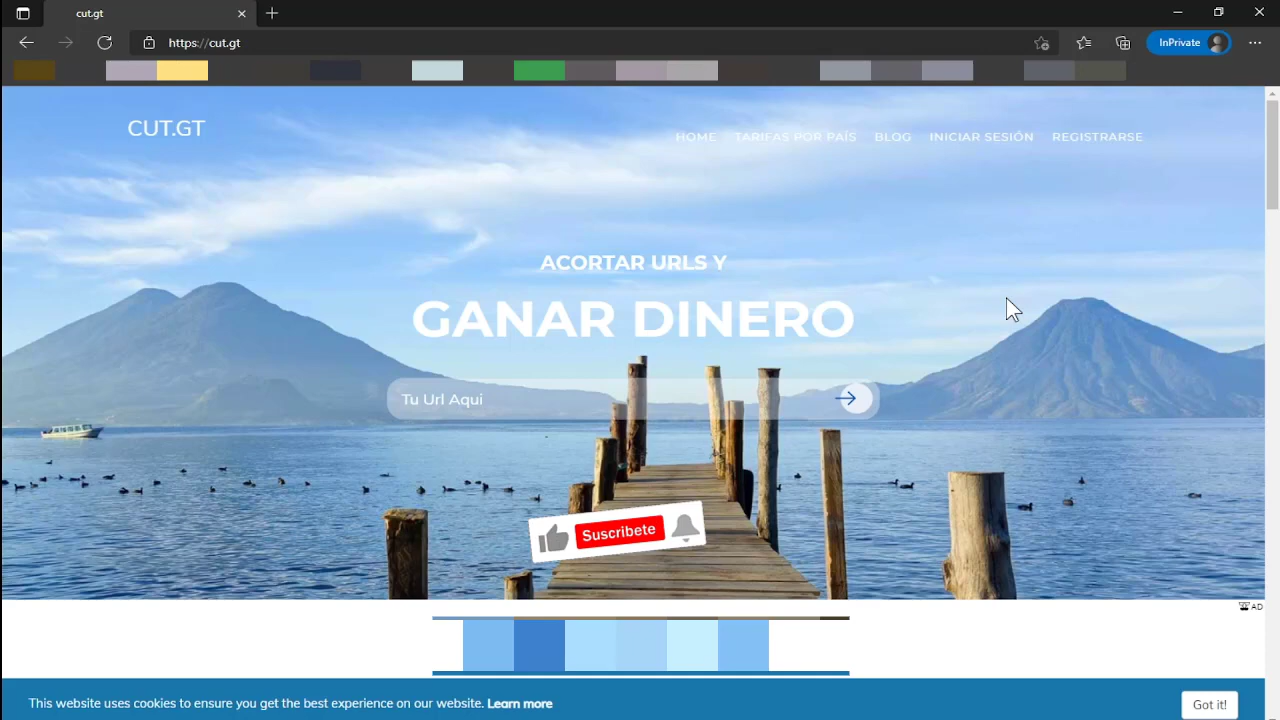 cut.gt
https://cut.gt
InPrivate
CUT.GT
HOME TARIFAS POR PAÍS BLOG INICIAR SESIÓN REGISTRARSE
ACORTAR URLS Y
GANAR DINERO
Tu Url Aqui
Suscribete
AD
This website uses cookies to ensure you get the best experience on our website. Learn more
Got it!